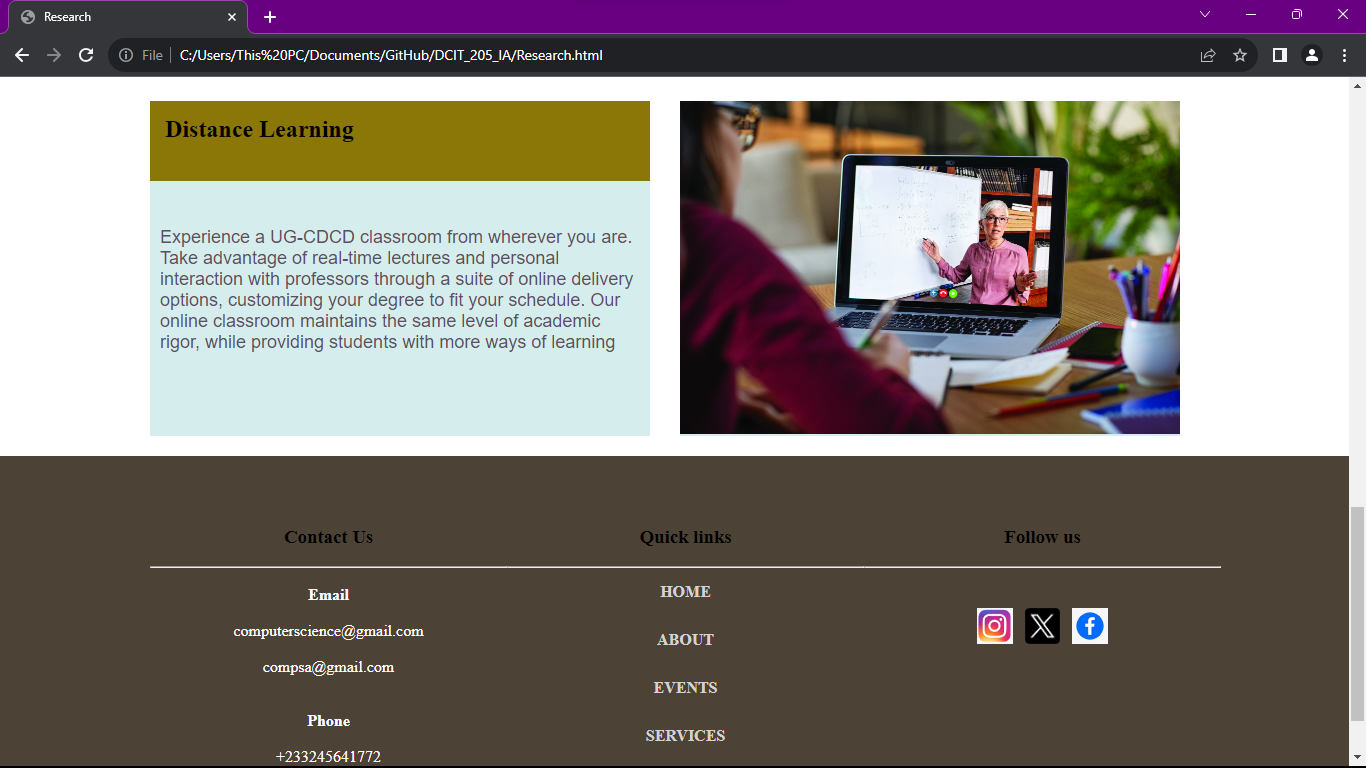 Research
File
C:/Users/This%20PC/Documents/GitHub/DCIT_205_IA/Research.html
Distance Learning
Experience a UG-CDCD classroom from wherever you are.
Take advantage of real-time lectures and personal
interaction with professors through a suite of online delivery
options, customizing your degree to fit your schedule. Our
online classroom maintains the same level of academic
rigor, while providing students with more ways of learning
Contact Us
Email
computerscience@gmail.com
compsa@gmail.com
Phone
+233245641772
Quick links
HOME
ABOUT
EVENTS
SERVICES
Follow us